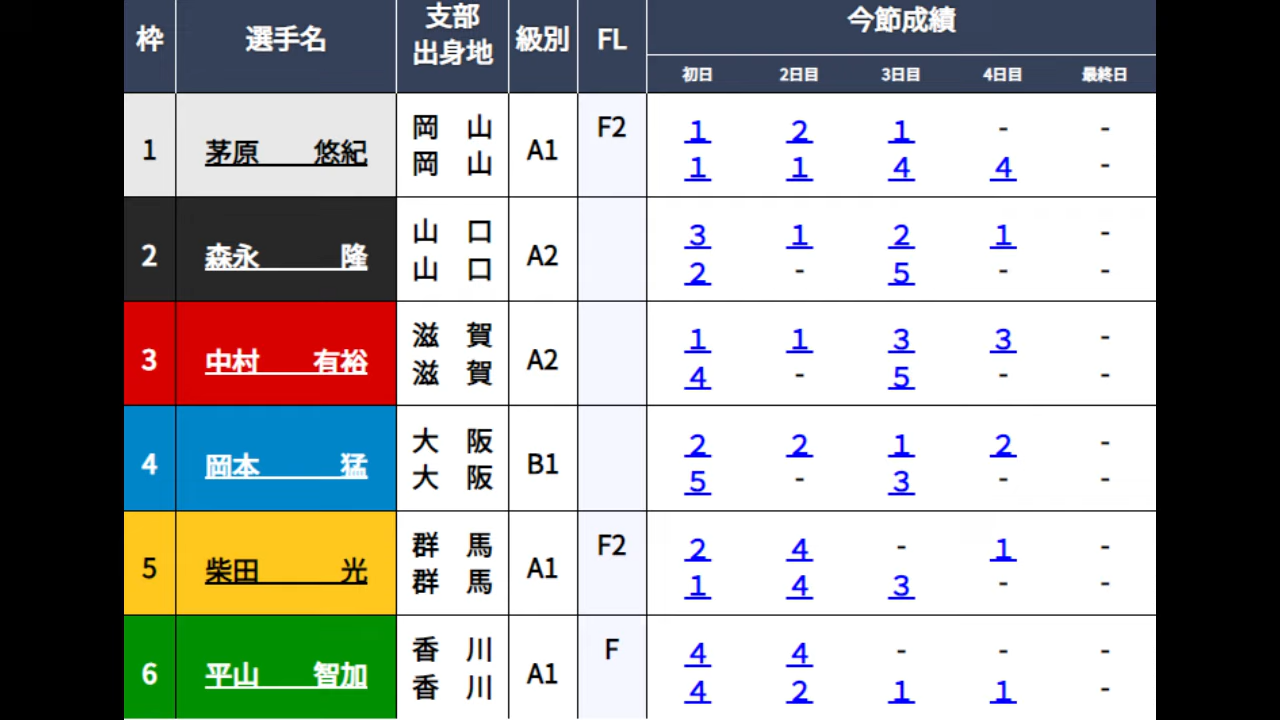 枠 選手名 支部 出身地 級別 FL 今節成績
初日 2日目 3日目 4日目 最終日
1 茅原 悠紀 岡山 A1 F2 1 2 1 - -
岡山 1 1 4 4 -
2 森永 隆 山口 A2 3 1 2 1 -
山口 2 - 5 - -
3 中村 有裕 滋賀 A2 1 1 3 3 -
滋賀 4 - 5 - -
4 岡本 猛 大阪 B1 2 2 1 2 -
大阪 5 - 3 - -
5 柴田 光 群馬 A1 F2 2 4 - 1 -
群馬 1 4 3 - -
6 平山 智加 香川 A1 F 4 4 - - -
香川 4 2 1 1 -